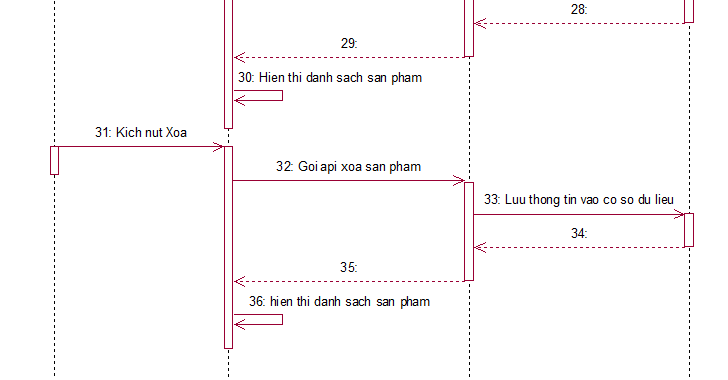 28:
29:
30: Hien thi danh sach san pham
31: Kich nut Xoa
32: Goi api xoa san pham
33: Luu thong tin vao co so du lieu
34:
35:
36: hien thi danh sach san pham